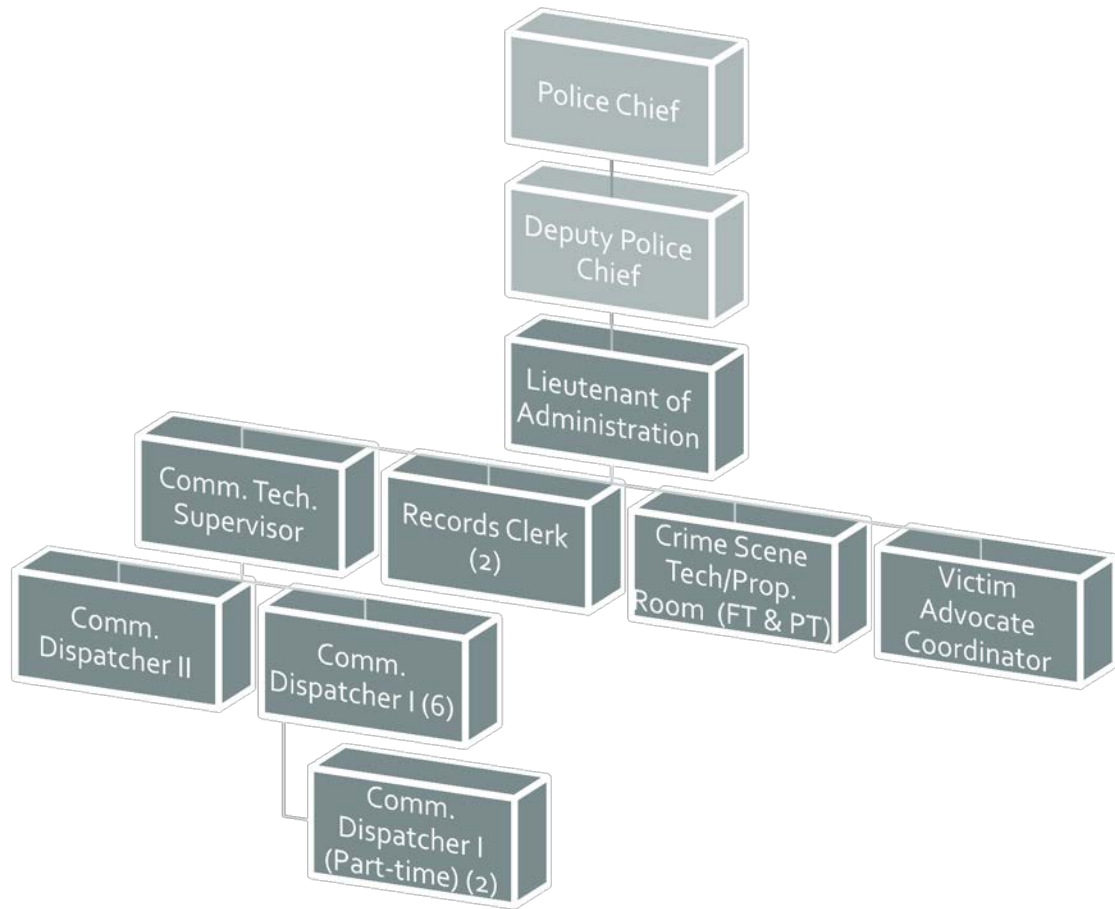 Police Chief
Deputy Police
Chief
Lieutenant of
Administration
Comm. Tech.
Supervisor
Records Clerk
(2)
Crime Scene
Tech/Prop.
Room (FT & PT)
Victim
Advocate
Coordinator
Comm.
Dispatcher II
Comm.
Dispatcher I (6)
Comm.
Dispatcher I
(Part-time) (2)